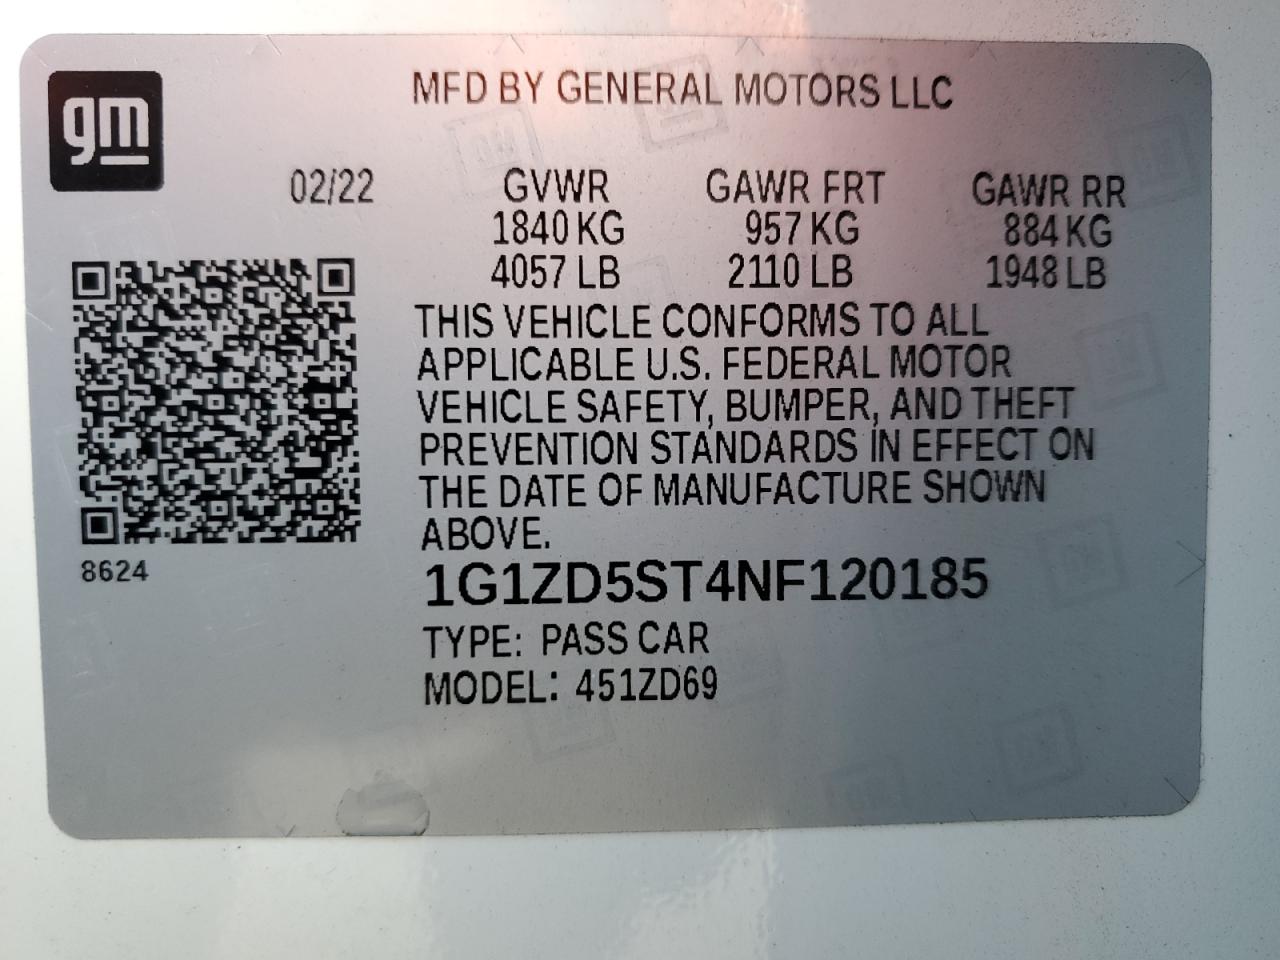 gm
MFD BY GENERAL MOTORS LLC
02/22 GVWR GAWR FRT GAWR RR
1840 KG 957 KG 884 KG
4057 LB 2110 LB 1948 LB
THIS VEHICLE CONFORMS TO ALL
APPLICABLE U.S. FEDERAL MOTOR
VEHICLE SAFETY, BUMPER, AND THEFT
PREVENTION STANDARDS IN EFFECT ON
THE DATE OF MANUFACTURE SHOWN
ABOVE.
8624
1G1ZD5ST4NF120185
TYPE: PASS CAR
MODEL: 451ZD69